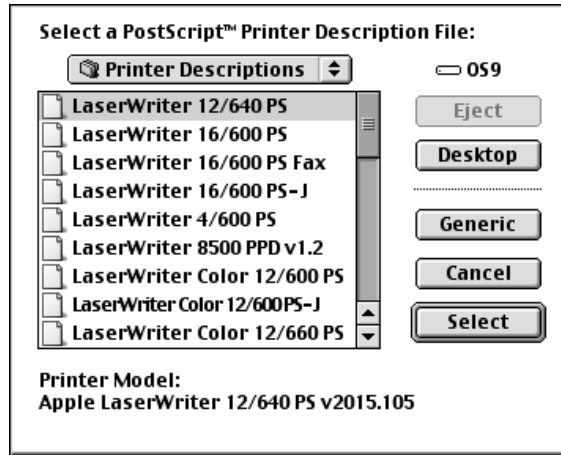 Select a PostScript™ Printer Description File:
Printer Descriptions
OS9
LaserWriter 12/640 PS
LaserWriter 16/600 PS
LaserWriter 16/600 PS Fax
LaserWriter 16/600 PS-J
LaserWriter 4/600 PS
LaserWriter 8500 PPD v1.2
LaserWriter Color 12/600 PS
LaserWriter Color 12/600PS-J
LaserWriter Color 12/660 PS
Eject
Desktop
Generic
Cancel
Select
Printer Model:
Apple LaserWriter 12/640 PS v2015.105